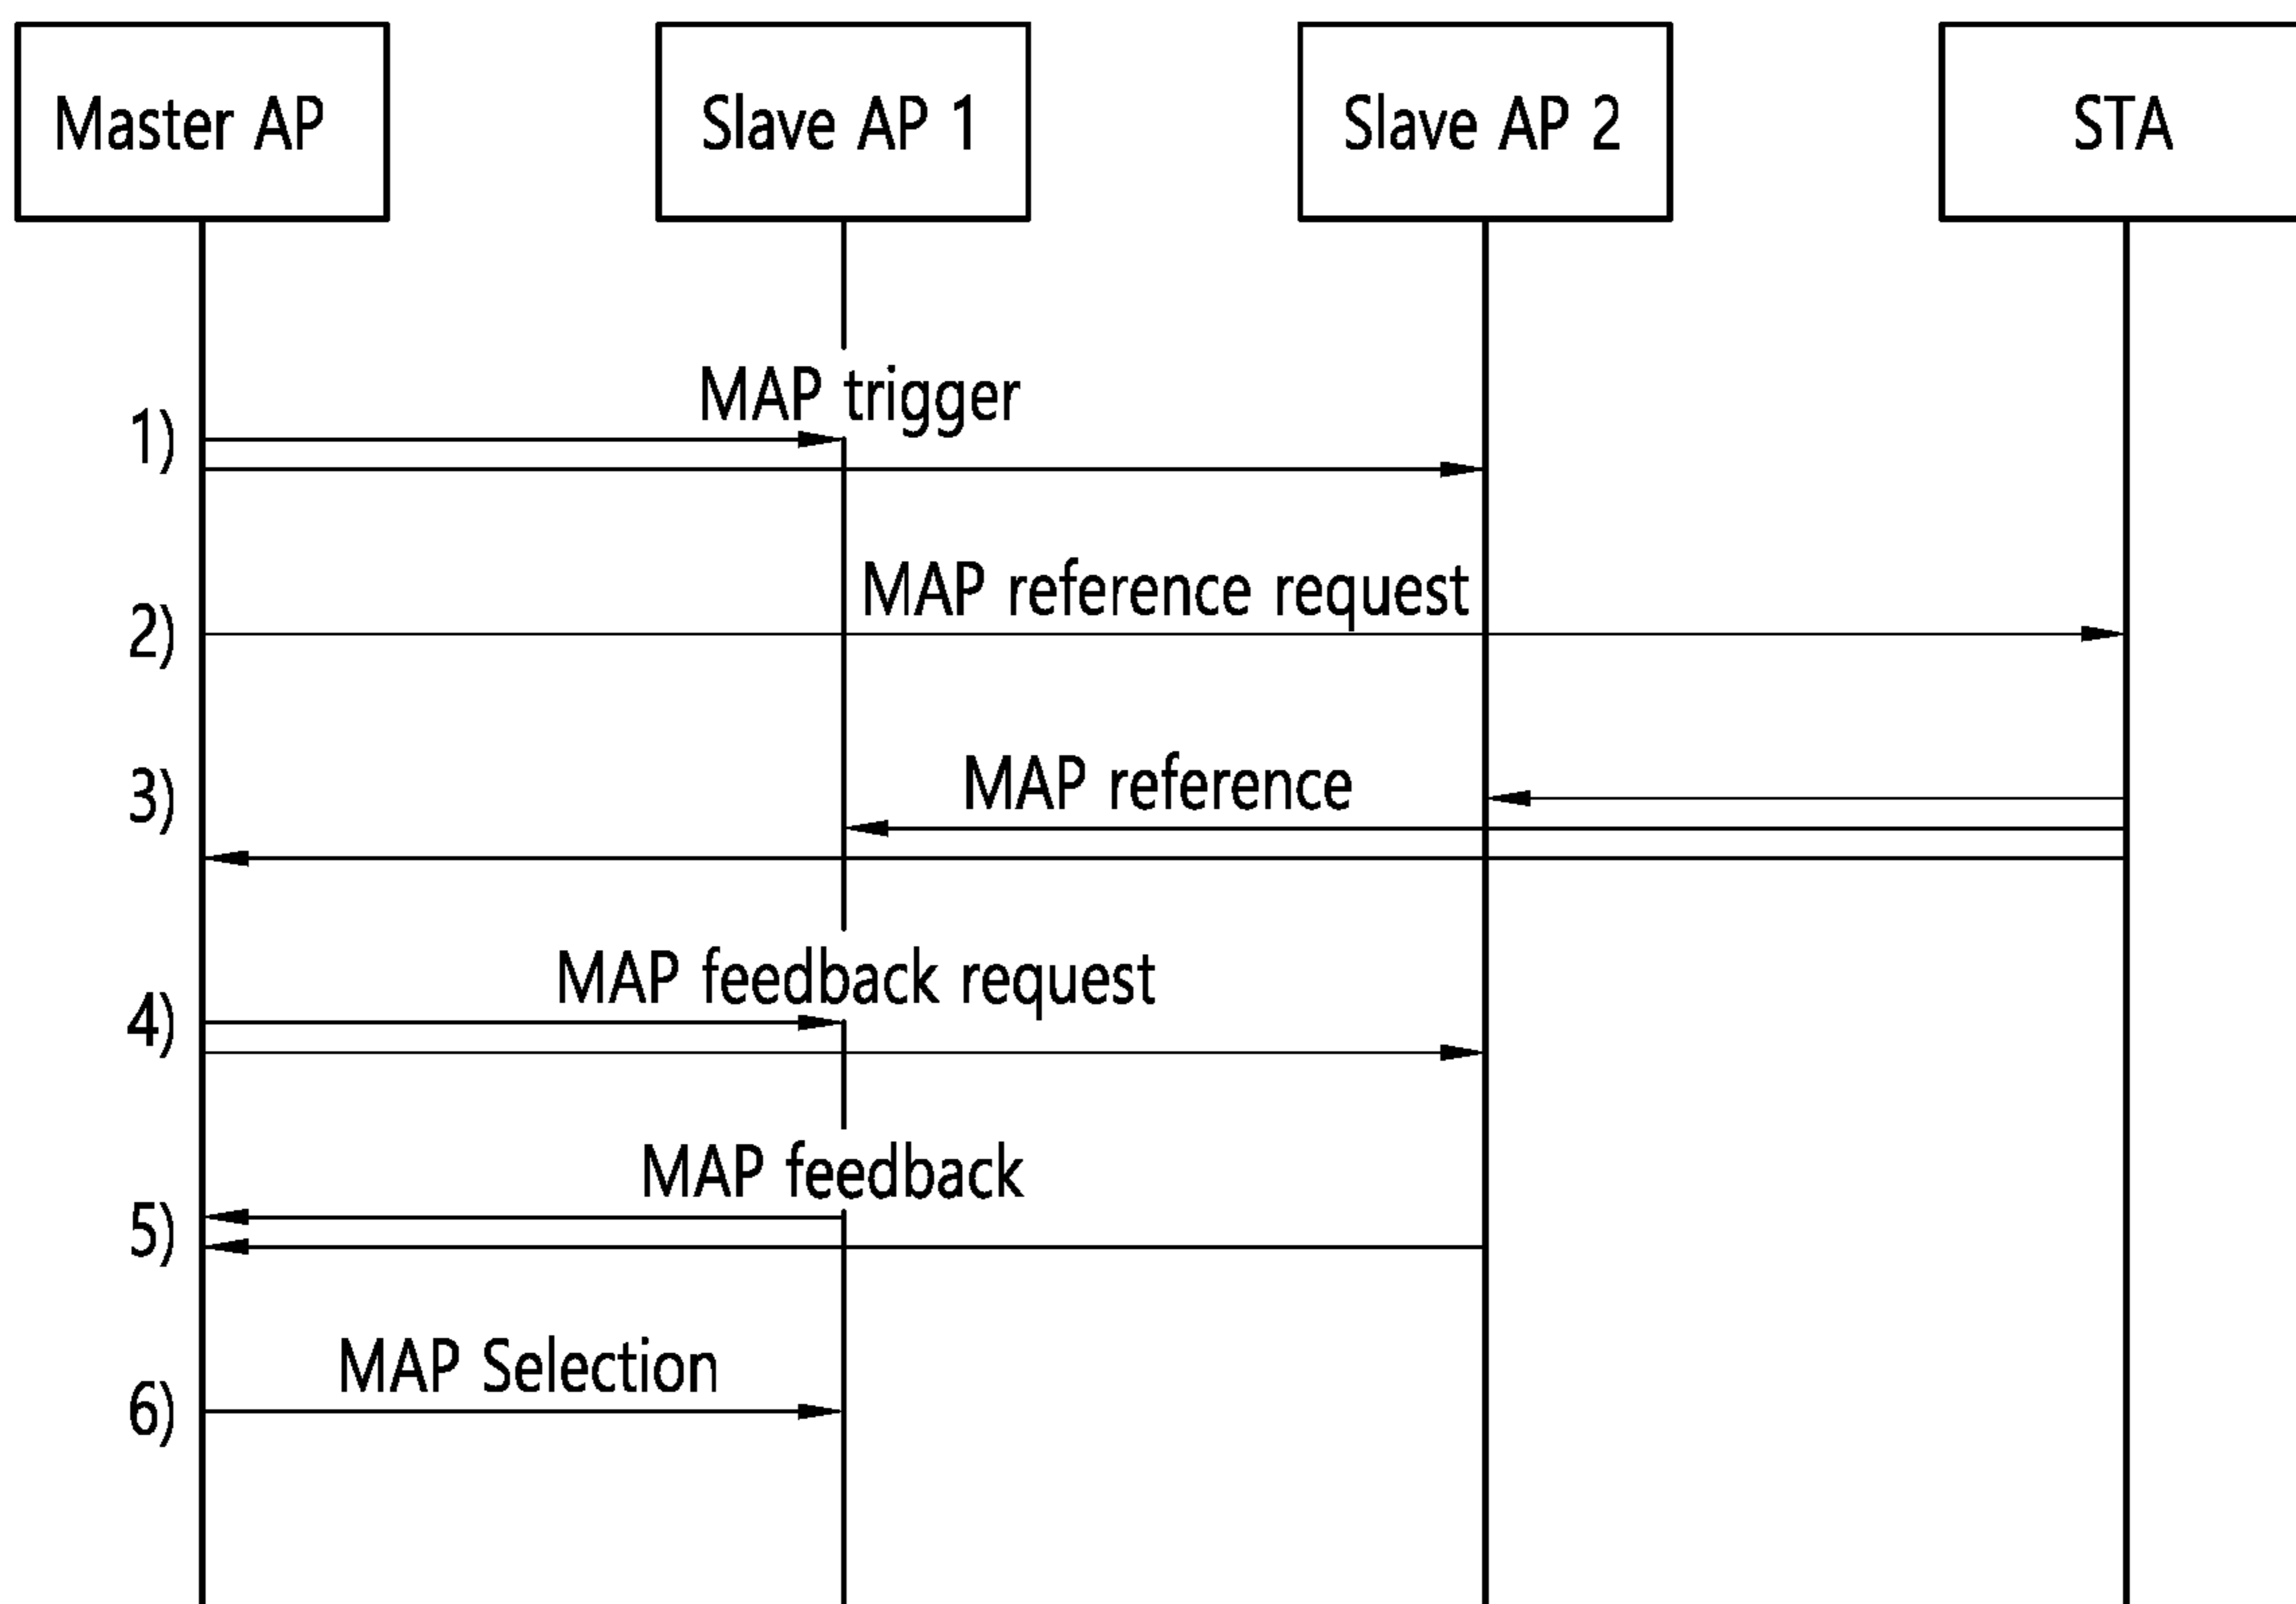 Master AP
Slave AP 1
Slave AP 2
STA
MAP trigger
1)
MAP reference request
2)
MAP reference
3)
MAP feedback request
4)
MAP feedback
5)
MAP Selection
6)